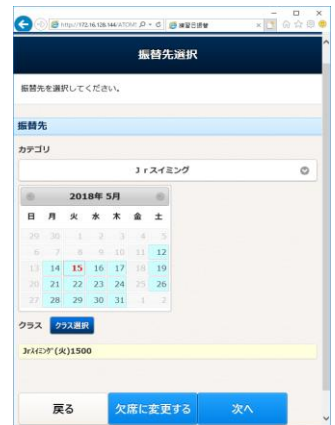 http://172.16.128.144/ATOM/
練習日振替
振替先選択
振替先を選択してください。
振替先
カテゴリ
Jrスイミング
2018年 5月
日 月 火 水 木 金 土
29 30 1 2 3 4 5
6 7 8 9 10 11 12
13 14 15 16 17 18 19
20 21 22 23 24 25 26
27 28 29 30 31 1 2
クラス クラス選択
Jrスイミング(火)1500
戻る 欠席に変更する 次へ